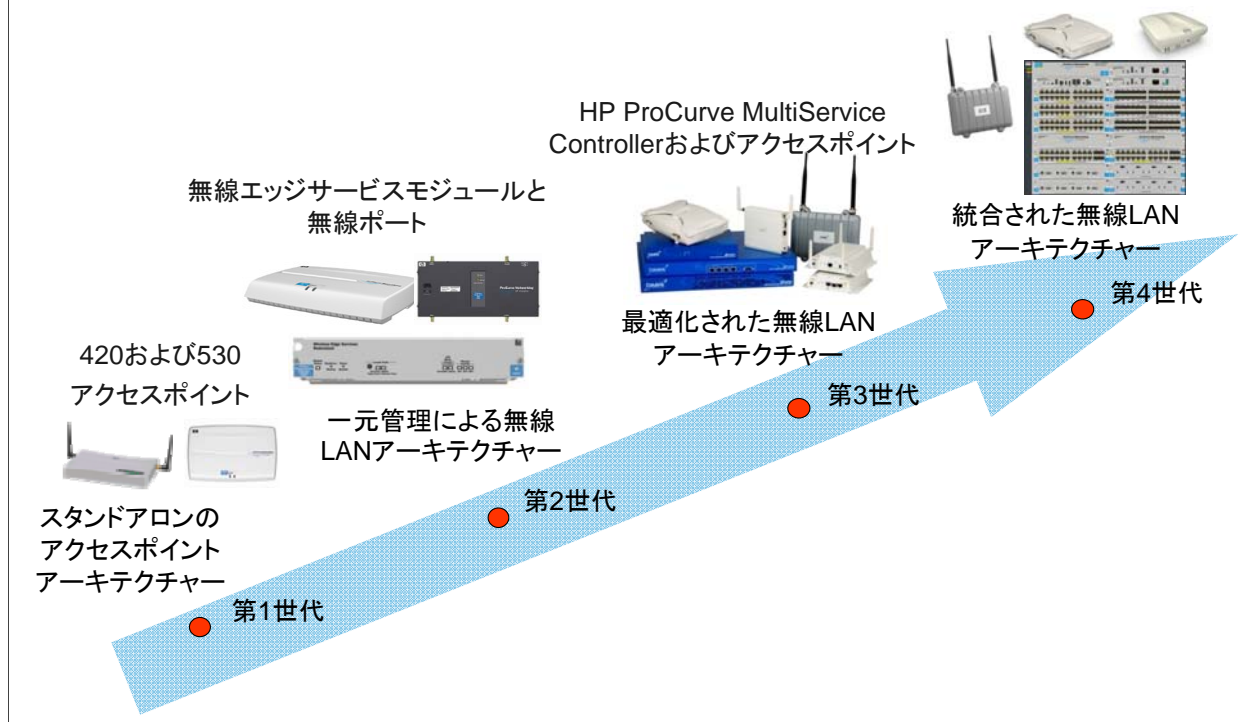 HP ProCurve MultiService
Controllerおよびアクセスポイント
無線エッジサービスモジュールと
無線ポート
統合された無線LAN
アーキテクチャー
第4世代
最適化された無線LAN
アーキテクチャー
第3世代
420および530
アクセスポイント
一元管理による無線
LANアーキテクチャー
第2世代
スタンドアロンの
アクセスポイント
アーキテクチャー
第1世代